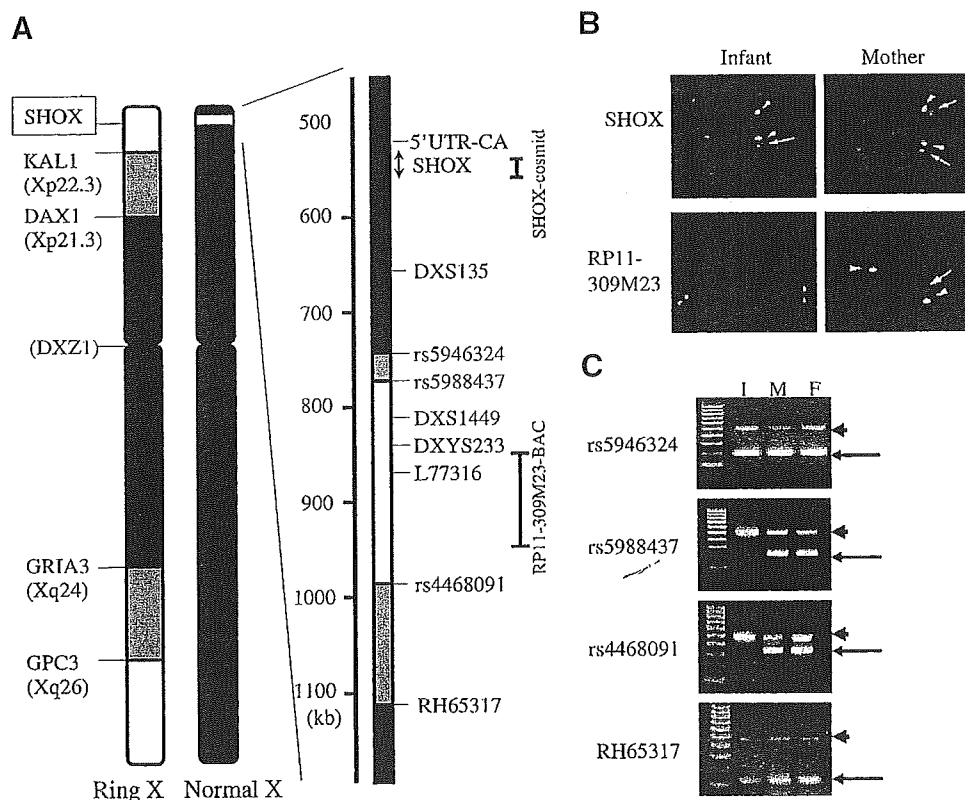 A
SHOX
KAL1
(Xp22.3)
DAX1
(Xp21.3)
(DXZ1)
GRIA3
(Xq24)
GPC3
(Xq26)
Ring X
Normal X
500
600
700
800
900
1000
1100
(kb)
5'UTR-CA
SHOX
DXS135
rs5946324
rs5988437
DXS1449
DXYS233
L77316
rs4468091
RH65317
SHOX-cosmid
RP11-309M23-BAC
B
Infant
Mother
SHOX
RP11-
309M23
C
I M F
rs5946324
rs5988437
rs4468091
RH65317